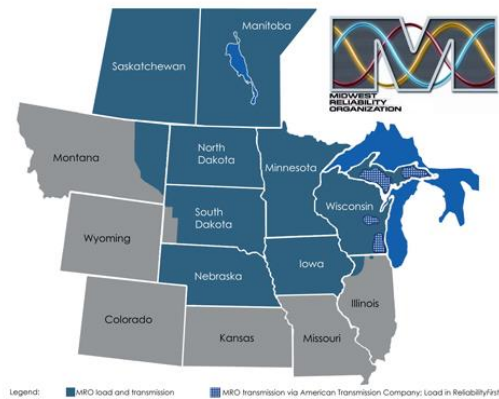 Manitoba
Saskatchewan
MIDWEST
RELIABILITY
ORGANIZATION
Montana
North
Dakota
Minnesota
South
Dakota
Wisconsin
Wyoming
Nebraska
Iowa
Illinois
Colorado
Kansas
Missouri
Legend: MRO load and transmission MRO transmission via American Transmission Company; Load in ReliabilityFirst